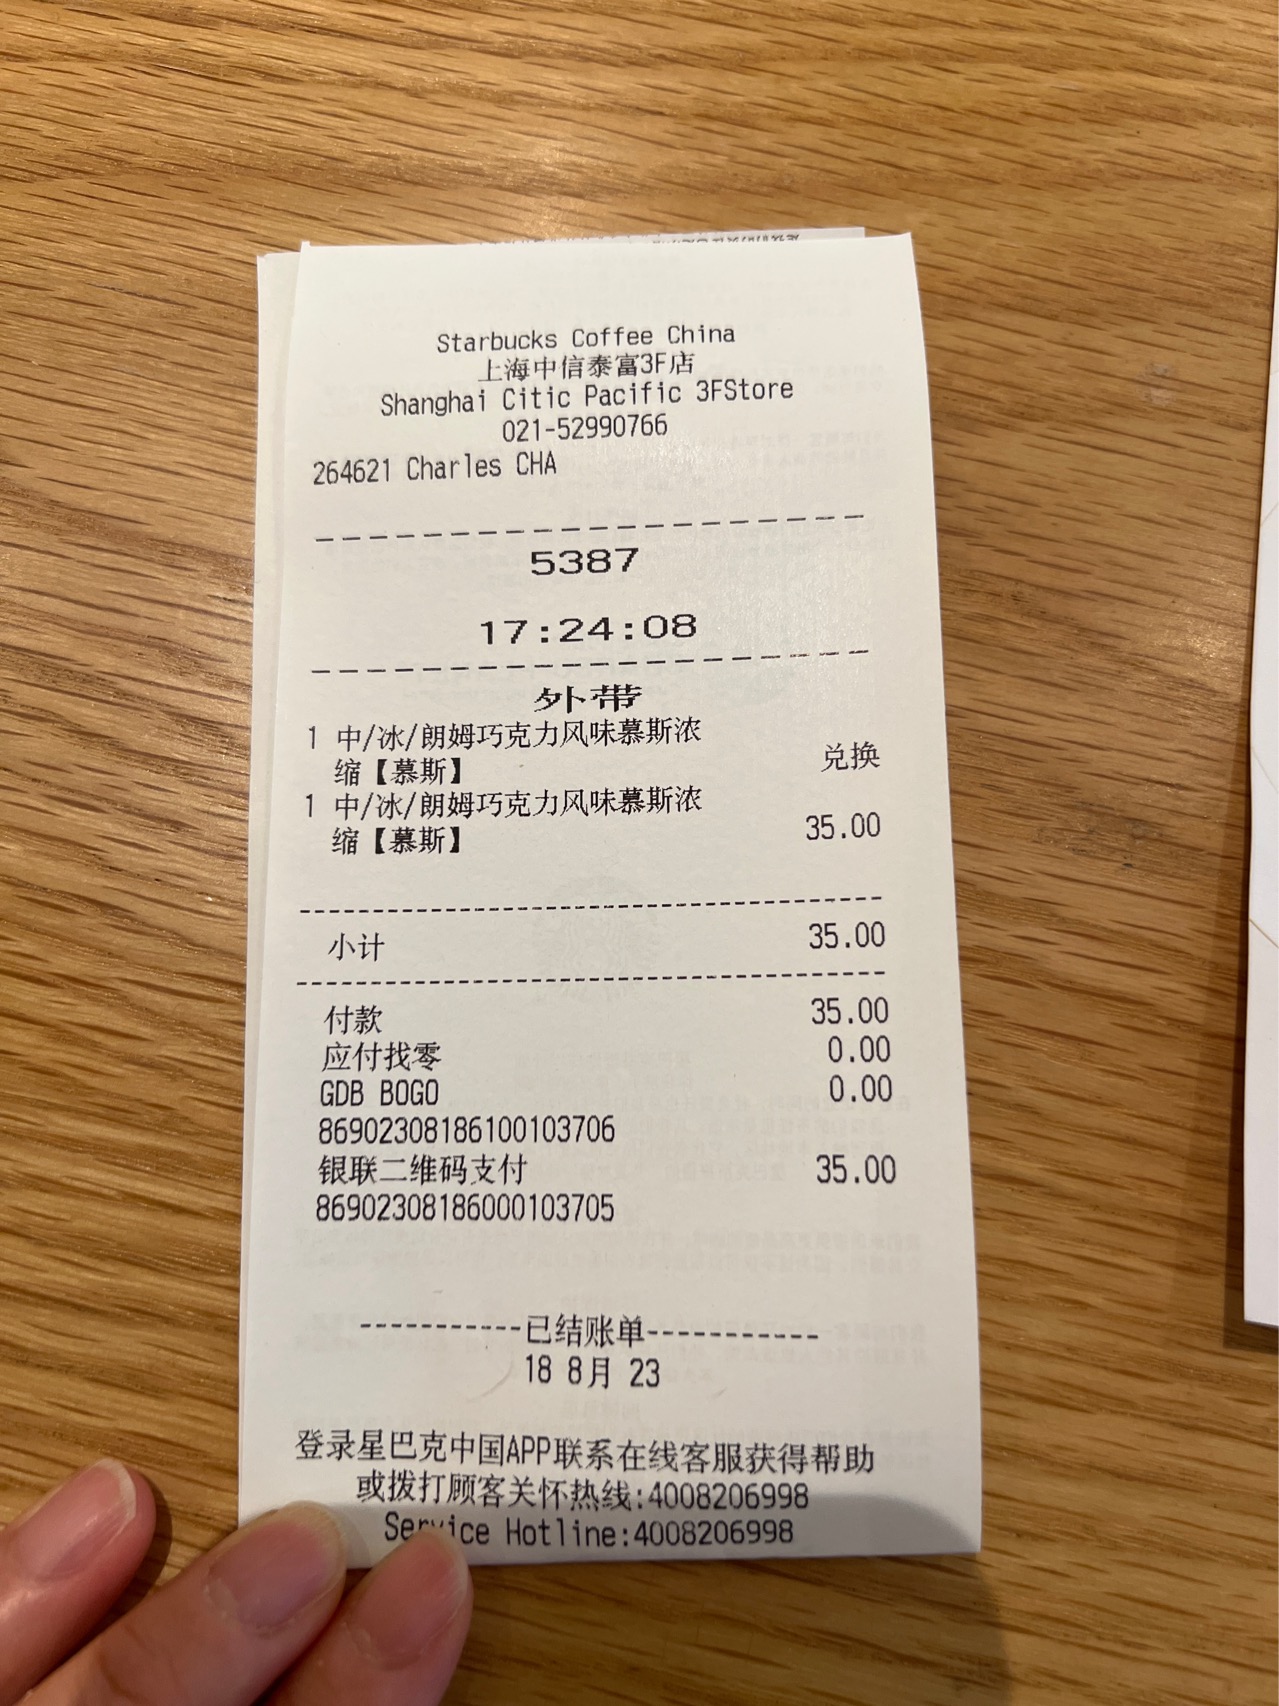 Starbucks Coffee China
上海中信泰富3F店
Shanghai Citic Pacific 3FStore
021-52990766
264621 Charles CHA
5387
17:24:08
外带
1 中/冰/朗姆巧克力风味慕斯浓
缩【慕斯】 兑换
1 中/冰/朗姆巧克力风味慕斯浓
缩【慕斯】 35.00
小计 35.00
付款 35.00
应付找零 0.00
GDB BOGO 0.00
86902308186100103706
银联二维码支付 35.00
86902308186000103705
-----------已结账单-----------
18 8月 23
登录星巴克中国APP联系在线客服获得帮助
或拨打顾客关怀热线:4008206998
Service Hotline:4008206998